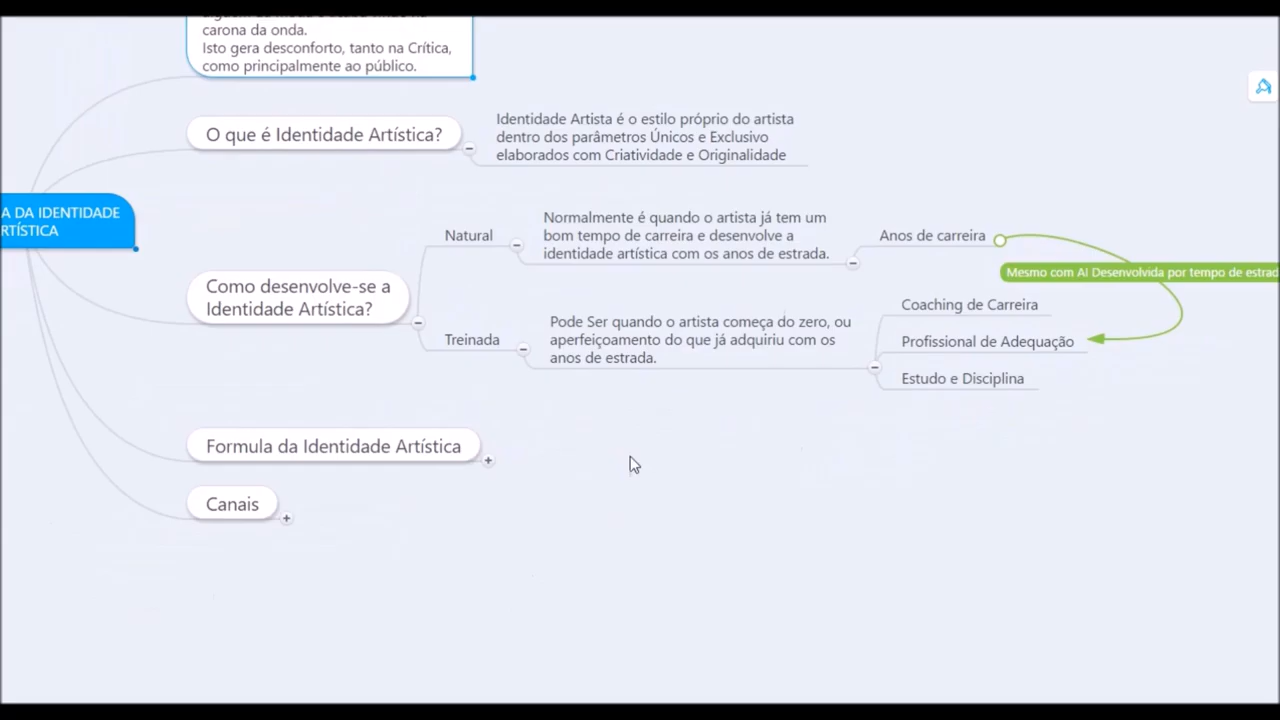 carona da onda.
Isto gera desconforto, tanto na Crítica,
como principalmente ao público.
O que é Identidade Artística?
Identidade Artista é o estilo próprio do artista
dentro dos parâmetros Únicos e Exclusivo
elaborados com Criatividade e Originalidade
A DA IDENTIDADE
RTÍSTICA
Como desenvolve-se a
Identidade Artística?
Natural
Normalmente é quando o artista já tem um
bom tempo de carreira e desenvolve a
identidade artística com os anos de estrada.
Anos de carreira
Mesmo com AI Desenvolvida por tempo de estrad
Treinada
Pode Ser quando o artista começa do zero, ou
aperfeiçoamento do que já adquiriu com os
anos de estrada.
Coaching de Carreira
Profissional de Adequação
Estudo e Disciplina
Formula da Identidade Artística
Canais